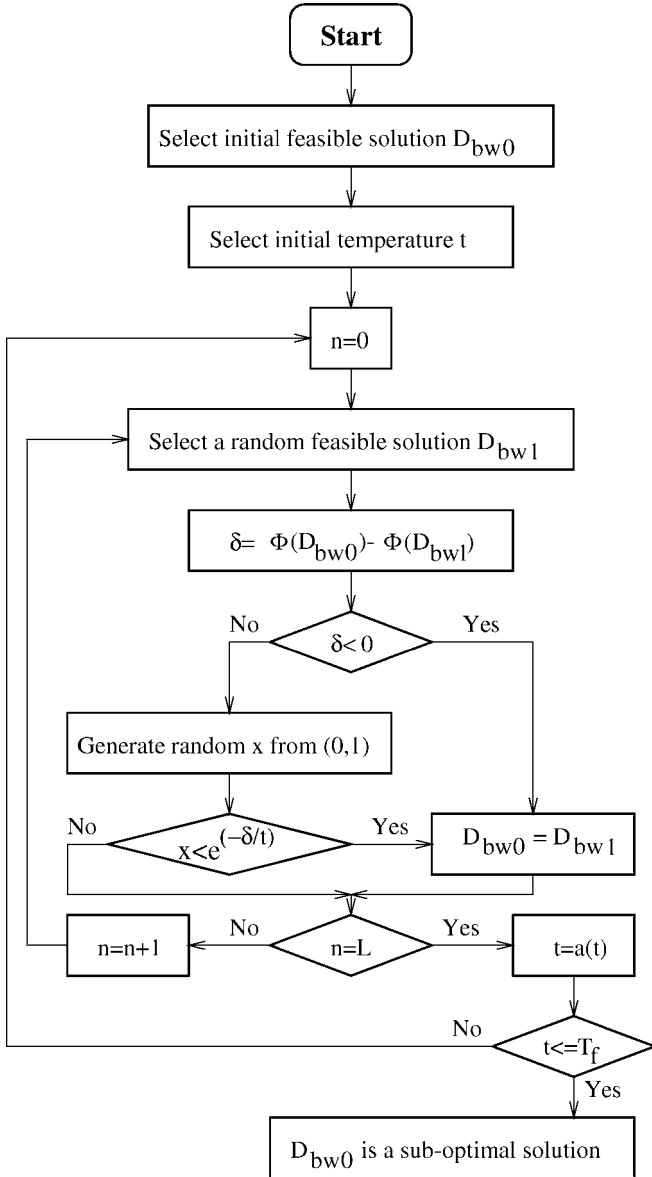 Start
Select initial feasible solution D_bw0
Select initial temperature t
n=0
Select a random feasible solution D_bw1
δ= Φ(D_bw0)- Φ(D_bw1)
No
Yes
δ<0
Generate random x from (0,1)
No
x<e^(−δ/t)
Yes
D_bw0 = D_bw1
n=n+1
No
n=L
Yes
t=a(t)
No
t<=T_f
Yes
D_bw0 is a sub-optimal solution